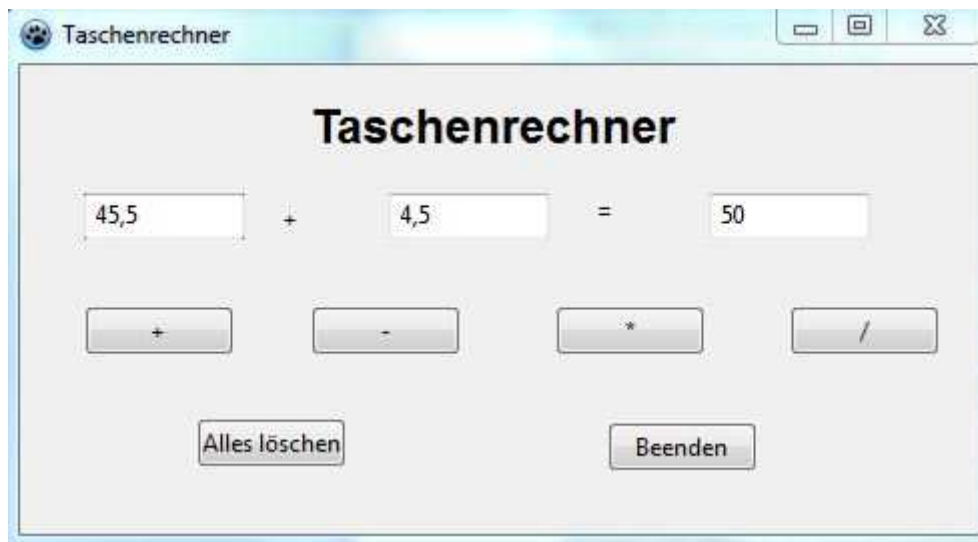 Taschenrechner
Taschenrechner
45,5 + 4,5 = 50
+ - * /
Alles löschen Beenden